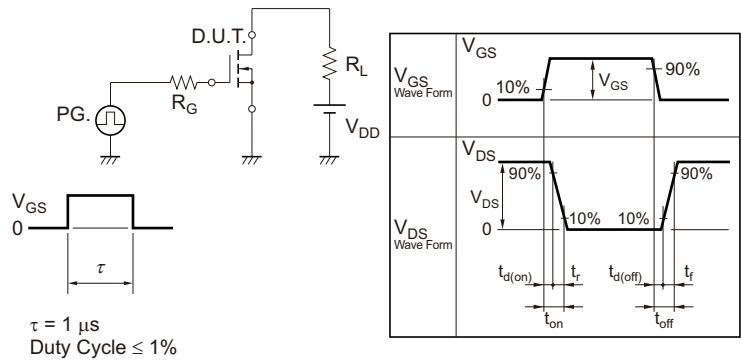 D.U.T.
R_L
R_G
PG.
V_DD
V_GS
0
τ
τ = 1 μs
Duty Cycle ≤ 1%
V_GS
Wave Form
V_GS
10%
V_GS
90%
0
V_DS
Wave Form
V_DS
90%
90%
V_DS
10%
10%
0
t_d(on)
t_r
t_d(off)
t_f
t_on
t_off